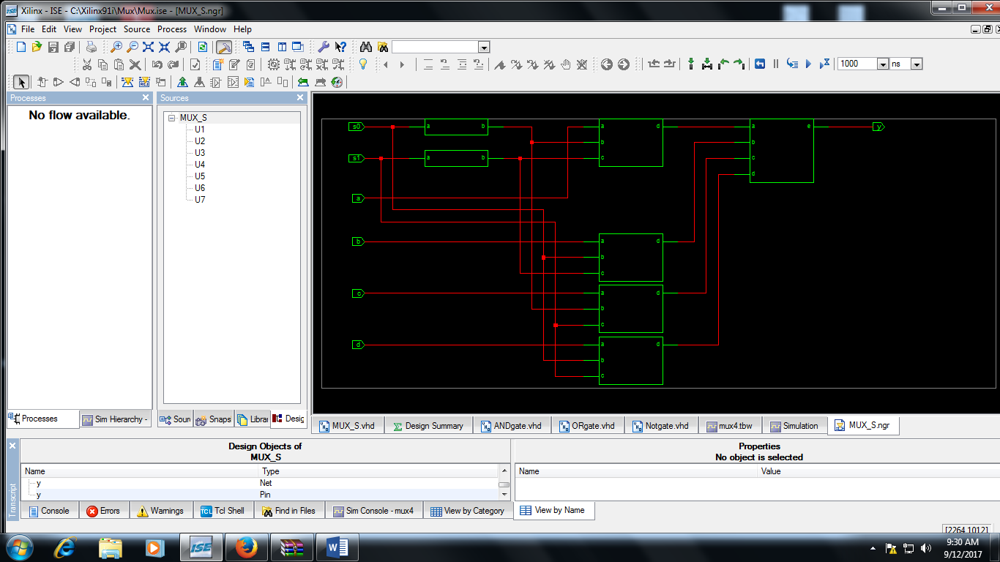 Xilinx - ISE - C:\Xilinx91i\Mux\Mux.ise - [MUX_S.ngr]
File Edit View Project Source Process Window Help
1000 ns
Processes
No flow available.
Sources
MUX_S
U1
U2
U3
U4
U5
U6
U7
s0 a b a d a e y
b b
s1 a b c c
d
a
b a d
b
c
c a d
b
c
d a d
b
c
Processes Sim Hierarchy - Sour Snaps Librar Desig
MUX_S.vhd Design Summary ANDgate.vhd ORgate.vhd Notgate.vhd mux4.tbw Simulation MUX_S.ngr
Transcript
Design Objects of
MUX_S
Name Type
y Net
y Pin
Properties
No object is selected
Name Value
Console Errors Warnings Tcl Shell Find in Files Sim Console - mux4 View by Category View by Name
[2264,1012]
ISE
9:30 AM
9/12/2017